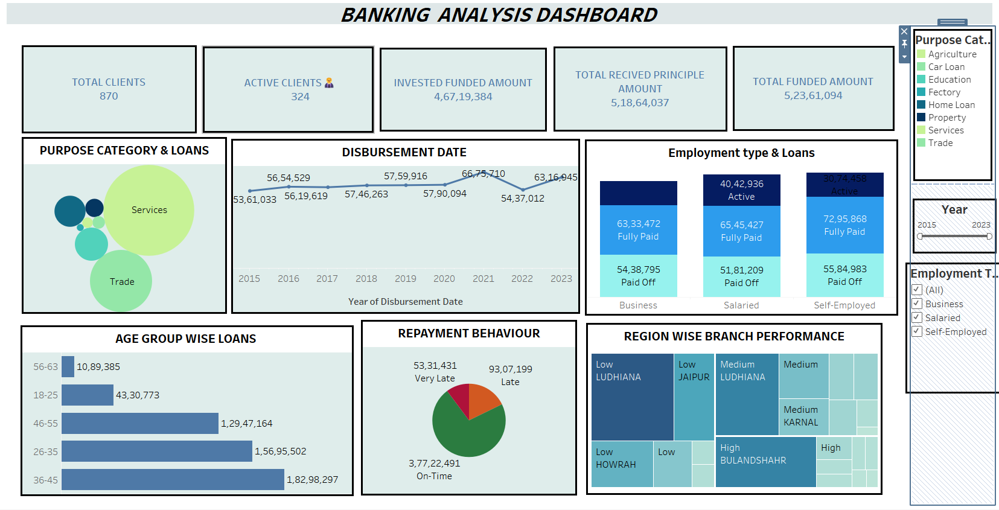 BANKING  ANALYSIS DASHBOARD
TOTAL CLIENTS
870
ACTIVE CLIENTS
324
INVESTED FUNDED AMOUNT
4,67,19,384
TOTAL RECIVED PRINCIPLE
AMOUNT
5,18,64,037
TOTAL FUNDED AMOUNT
5,23,61,094
Purpose Cat..
Agriculture
Car Loan
Education
Fectory
Home Loan
Property
Services
Trade
Year
2015 2023
Employment T..
(All)
Business
Salaried
Self-Employed
PURPOSE CATEGORY & LOANS
Services
Trade
DISBURSEMENT DATE
53,61,033
56,54,529
56,19,619
57,46,263
57,59,916
57,90,094
66,75,710
54,37,012
63,16,945
2015 2016 2017 2018 2019 2020 2021 2022 2023
Year of Disbursement Date
Employment type & Loans
63,33,472
Fully Paid
54,38,795
Paid Off
Business
40,42,936
Active
65,45,427
Fully Paid
51,81,209
Paid Off
Salaried
30,74,458
Active
72,95,868
Fully Paid
55,84,983
Paid Off
Self-Employed
AGE GROUP WISE LOANS
56-63 10,89,385
18-25 43,30,773
46-55 1,29,47,164
26-35 1,56,95,502
36-45 1,82,98,297
REPAYMENT BEHAVIOUR
53,31,431
Very Late
93,07,199
Late
3,77,22,491
On-Time
REGION WISE BRANCH PERFORMANCE
Low
LUDHIANA
Low
JAIPUR
Low
HOWRAH
Low
Medium
LUDHIANA
Medium
Medium
KARNAL
High
BULANDSHAHR
High